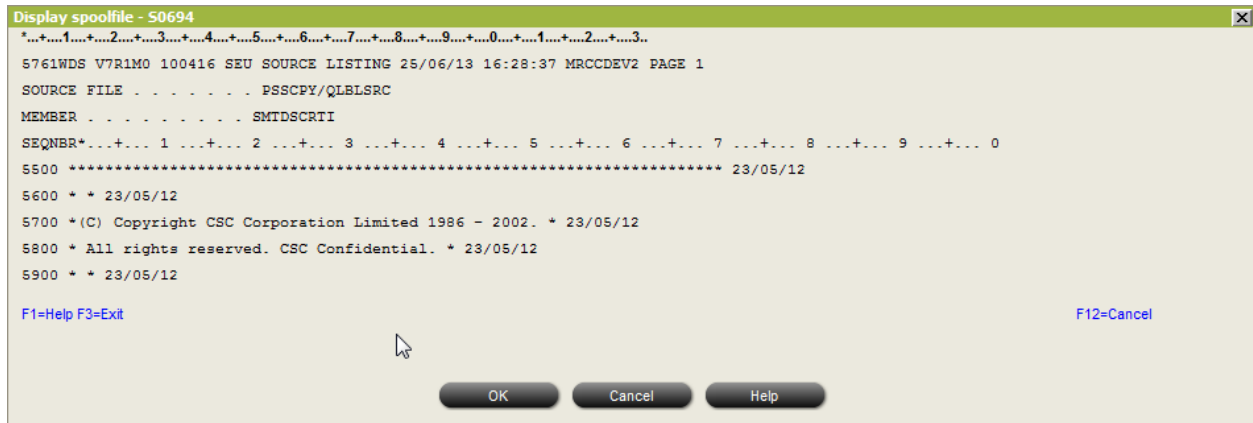 Display spoolfile - S0694
*...+....1....+....2....+....3....+....4....+....5....+....6....+....7....+....8....+....9....+....0....+....1....+....2....+....3..
5761WDS V7R1M0 100416 SEU SOURCE LISTING 25/06/13 16:28:37 MRCCDEV2 PAGE 1
SOURCE FILE . . . . . . . PSSCPY/QLBLSRC
MEMBER . . . . . . . . . SMTDSCRTI
SEQNBR*...+... 1 ...+... 2 ...+... 3 ...+... 4 ...+... 5 ...+... 6 ...+... 7 ...+... 8 ...+... 9 ...+... 0
5500 *********************************************************************** 23/05/12
5600 * * 23/05/12
5700 *(C) Copyright CSC Corporation Limited 1986 - 2002. * 23/05/12
5800 * All rights reserved. CSC Confidential. * 23/05/12
5900 * * 23/05/12
F1=Help F3=Exit F12=Cancel
OK Cancel Help